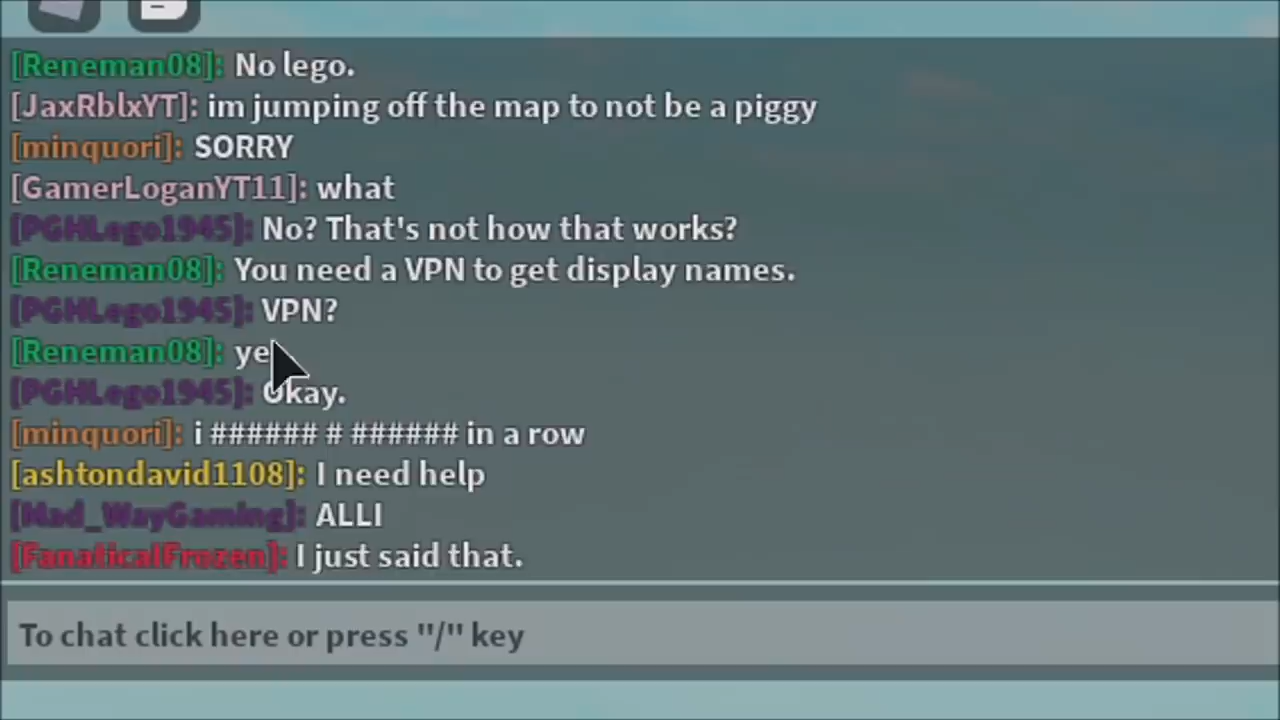 [Reneman08]: No lego.
[JaxRblxYT]: im jumping off the map to not be a piggy
[minquori]: SORRY
[GamerLoganYT11]: what
[PGHLego1945]: No? That's not how that works?
[Reneman08]: You need a VPN to get display names.
[PGHLego1945]: VPN?
[Reneman08]: ye
[PGHLego1945]: Okay.
[minquori]: i ###### # ###### in a row
[ashtondavid1108]: I need help
[Mad_WayGaming]: ALLI
[FanaticalFrozen]: I just said that.
To chat click here or press "/" key